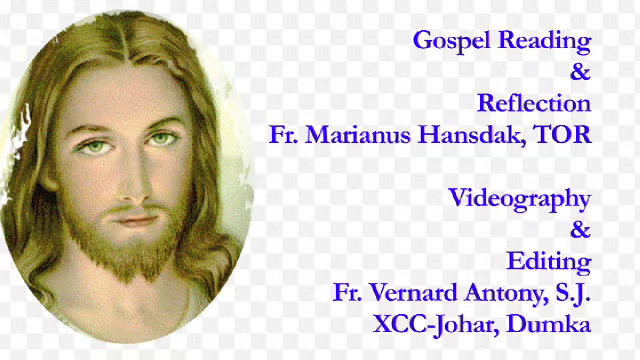 Gospel Reading
&
Reflection
Fr. Marianus Hansdak, TOR
Videography
&
Editing
Fr. Vernard Antony, S.J.
XCC-Johar, Dumka